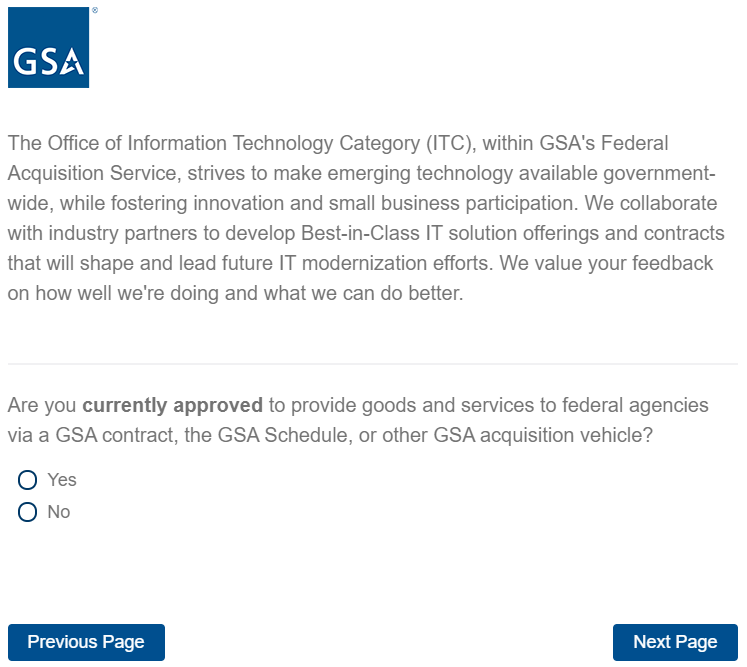 ®
GSA
The Office of Information Technology Category (ITC), within GSA's Federal
Acquisition Service, strives to make emerging technology available government-
wide, while fostering innovation and small business participation. We collaborate
with industry partners to develop Best-in-Class IT solution offerings and contracts
that will shape and lead future IT modernization efforts. We value your feedback
on how well we're doing and what we can do better.
Are you currently approved to provide goods and services to federal agencies
via a GSA contract, the GSA Schedule, or other GSA acquisition vehicle?
Yes
No
Previous Page
Next Page